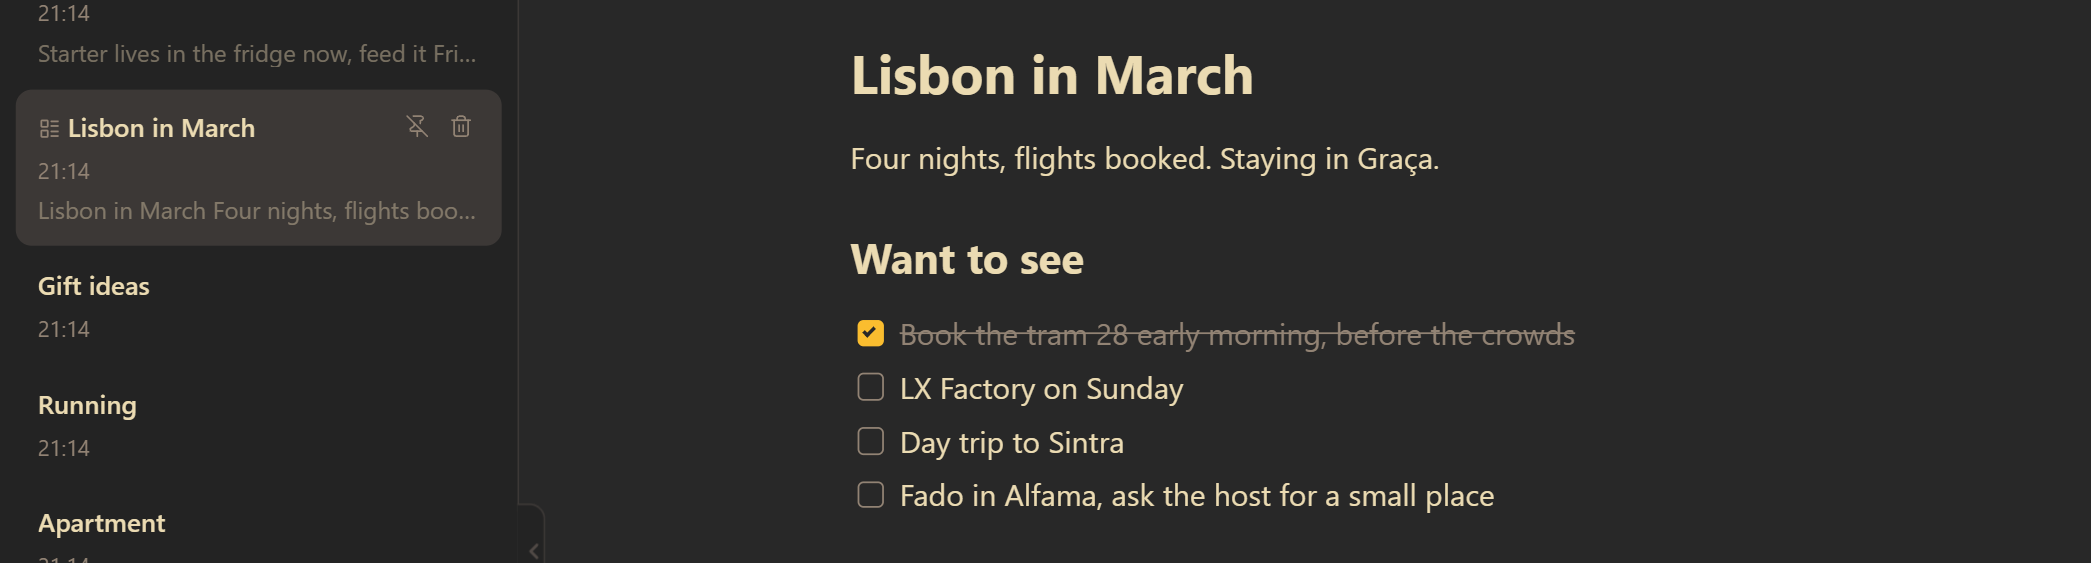 21:14
Starter lives in the fridge now, feed it Fri...
Lisbon in March
21:14
Lisbon in March Four nights, flights boo...
Gift ideas
21:14
Running
21:14
Apartment
21:14
Lisbon in March
Four nights, flights booked. Staying in Graça.
Want to see
Book the tram 28 early morning, before the crowds
LX Factory on Sunday
Day trip to Sintra
Fado in Alfama, ask the host for a small place